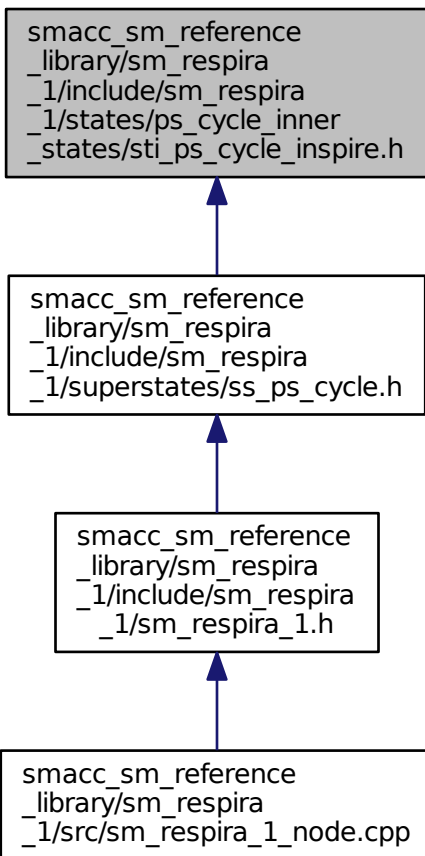 smacc_sm_reference
_library/sm_respira
_1/include/sm_respira
_1/states/ps_cycle_inner
_states/sti_ps_cycle_inspire.h
smacc_sm_reference
_library/sm_respira
_1/include/sm_respira
_1/superstates/ss_ps_cycle.h
smacc_sm_reference
_library/sm_respira
_1/include/sm_respira
_1/sm_respira_1.h
smacc_sm_reference
_library/sm_respira
_1/src/sm_respira_1_node.cpp